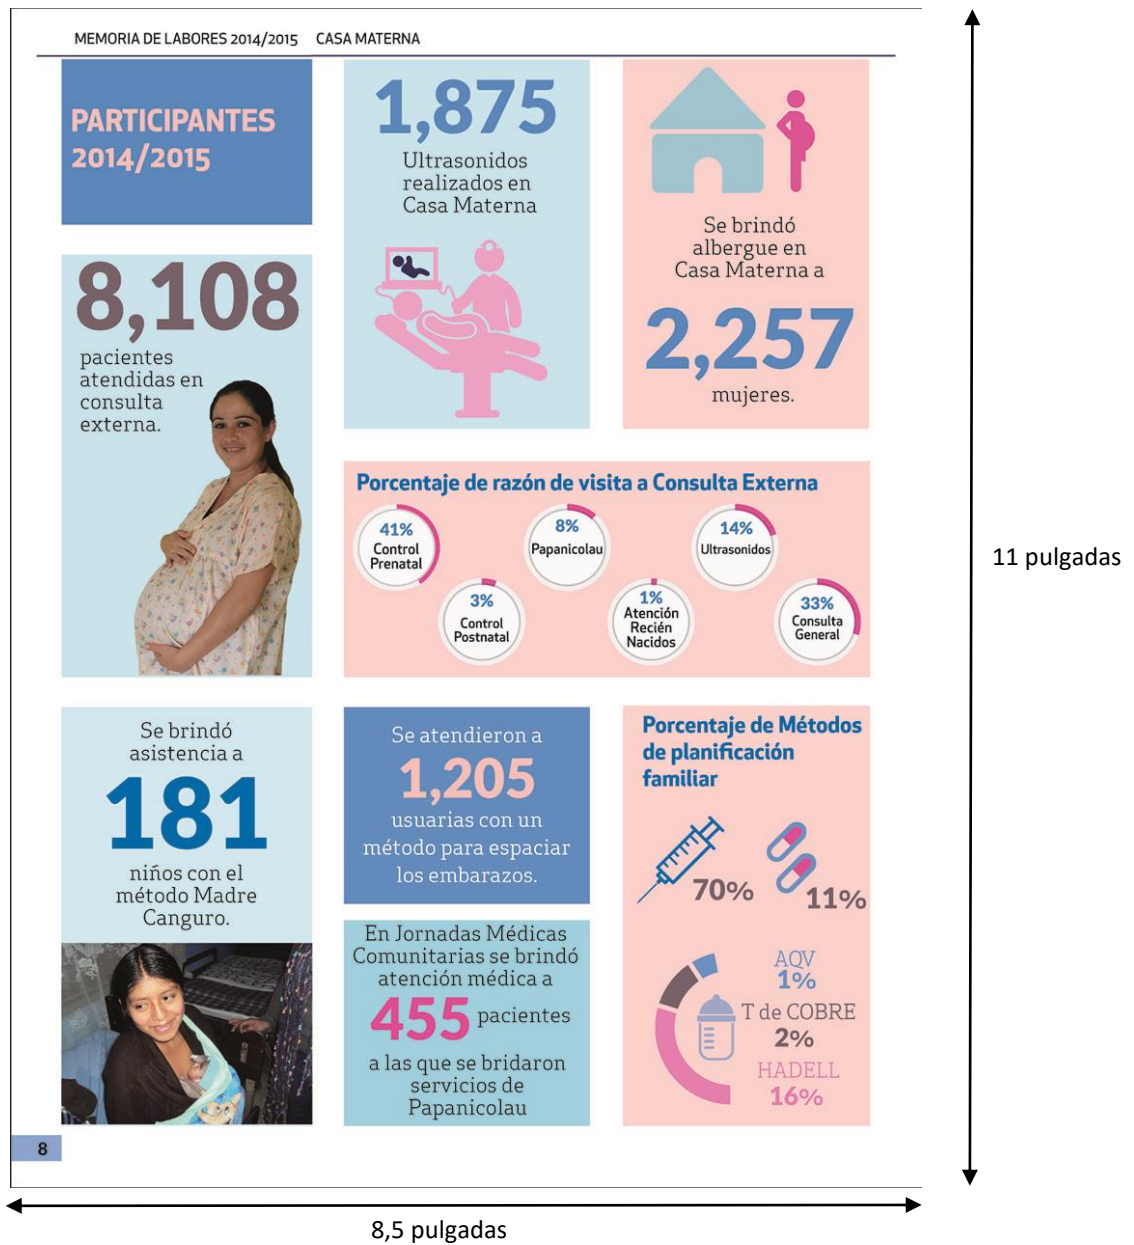 MEMORIA DE LABORES 2014/2015 CASA MATERNA
PARTICIPANTES
2014/2015
1,875
Ultrasonidos
realizados en
Casa Materna
Se brindó
albergue en
Casa Materna a
2,257
mujeres.
8,108
pacientes
atendidas en
consulta
externa.
Porcentaje de razón de visita a Consulta Externa
41%
Control
Prenatal
8%
Papanicolau
14%
Ultrasonidos
3%
Control
Postnatal
1%
Atención
Recién
Nacidos
33%
Consulta
General
Se brindó
asistencia a
181
niños con el
método Madre
Canguro.
Se atendieron a
1,205
usuarias con un
método para espaciar
los embarazos.
En Jornadas Médicas
Comunitarias se brindó
atención médica a
455 pacientes
a las que se bridaron
servicios de
Papanicolau
Porcentaje de Métodos
de planificación
familiar
70%
11%
AQV
1%
T de COBRE
2%
HADELL
16%
8
11 pulgadas
8,5 pulgadas